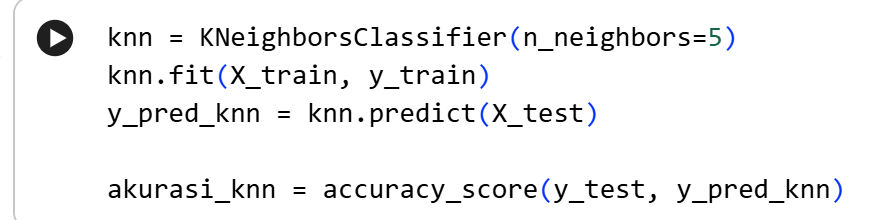 knn = KNeighborsClassifier(n_neighbors=5)
knn.fit(X_train, y_train)
y_pred_knn = knn.predict(X_test)
akurasi_knn = accuracy_score(y_test, y_pred_knn)